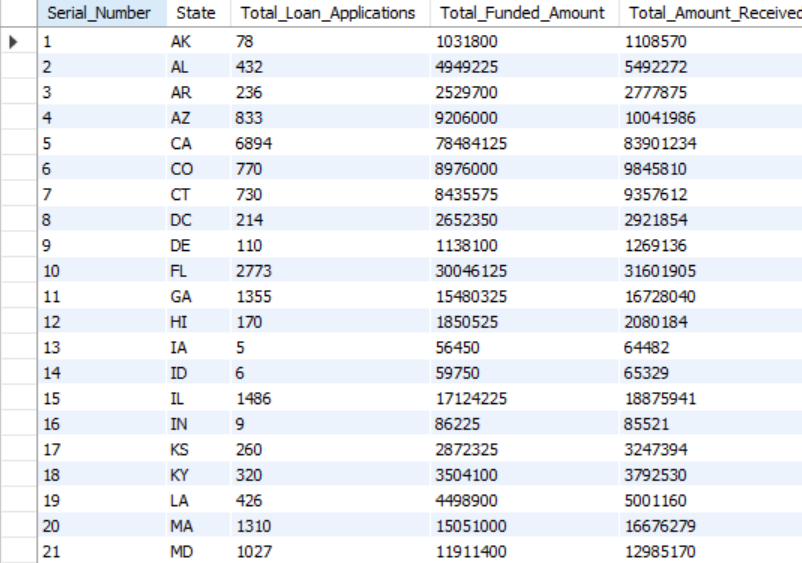 Serial_Number State Total_Loan_Applications Total_Funded_Amount Total_Amount_Received
1 AK 78 1031800 1108570
2 AL 432 4949225 5492272
3 AR 236 2529700 2777875
4 AZ 833 9206000 10041986
5 CA 6894 78484125 83901234
6 CO 770 8976000 9845810
7 CT 730 8435575 9357612
8 DC 214 2652350 2921854
9 DE 110 1138100 1269136
10 FL 2773 30046125 31601905
11 GA 1355 15480325 16728040
12 HI 170 1850525 2080184
13 IA 5 56450 64482
14 ID 6 59750 65329
15 IL 1486 17124225 18875941
16 IN 9 86225 85521
17 KS 260 2872325 3247394
18 KY 320 3504100 3792530
19 LA 426 4498900 5001160
20 MA 1310 15051000 16676279
21 MD 1027 11911400 12985170